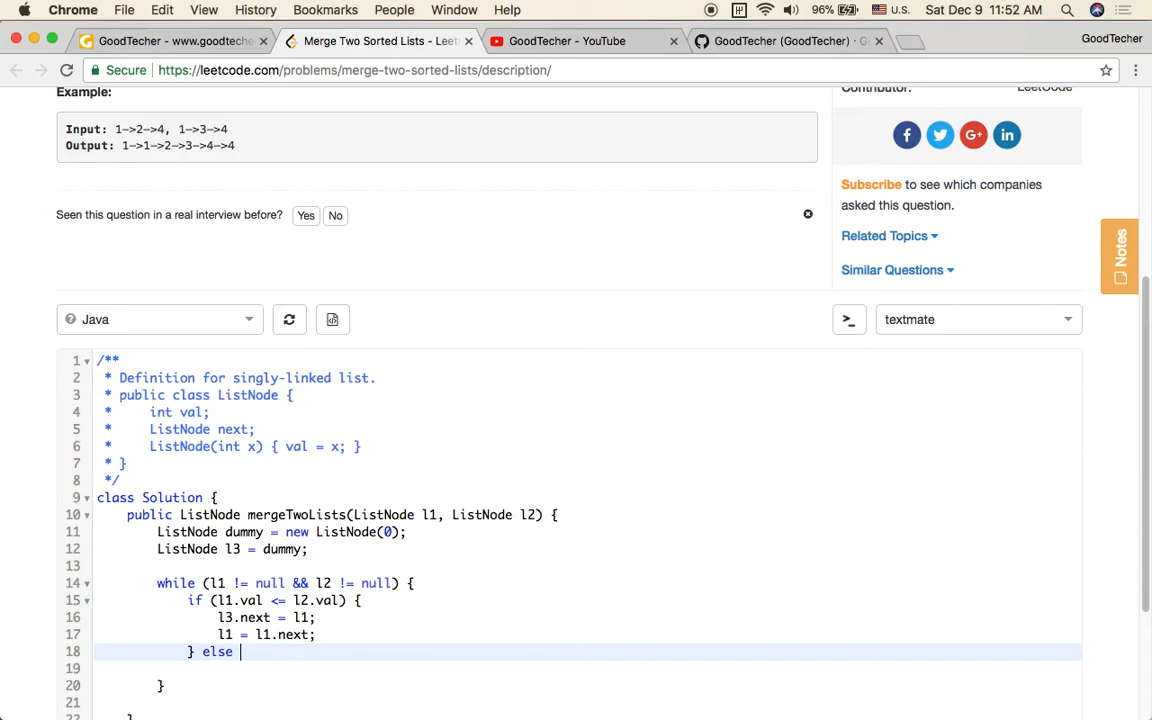 Chrome File Edit View History Bookmarks People Window Help 96% U.S. Sat Dec 9 11:52 AM
GoodTecher - www.goodteche Merge Two Sorted Lists - Leet GoodTecher - YouTube GoodTecher (GoodTecher) · G GoodTecher
Secure https://leetcode.com/problems/merge-two-sorted-lists/description/
Example:
Input: 1->2->4, 1->3->4
Output: 1->1->2->3->4->4
Seen this question in a real interview before? Yes No
Contributor: LeetCode
f G+ in
Subscribe to see which companies
asked this question.
Related Topics
Similar Questions
Notes
Java
>_ textmate
1 /**
2 * Definition for singly-linked list.
3 * public class ListNode {
4 * int val;
5 * ListNode next;
6 * ListNode(int x) { val = x; }
7 * }
8 */
9 class Solution {
10 public ListNode mergeTwoLists(ListNode l1, ListNode l2) {
11 ListNode dummy = new ListNode(0);
12 ListNode l3 = dummy;
13
14 while (l1 != null && l2 != null) {
15 if (l1.val <= l2.val) {
16 l3.next = l1;
17 l1 = l1.next;
18 } else
19
20 }
21
22 }